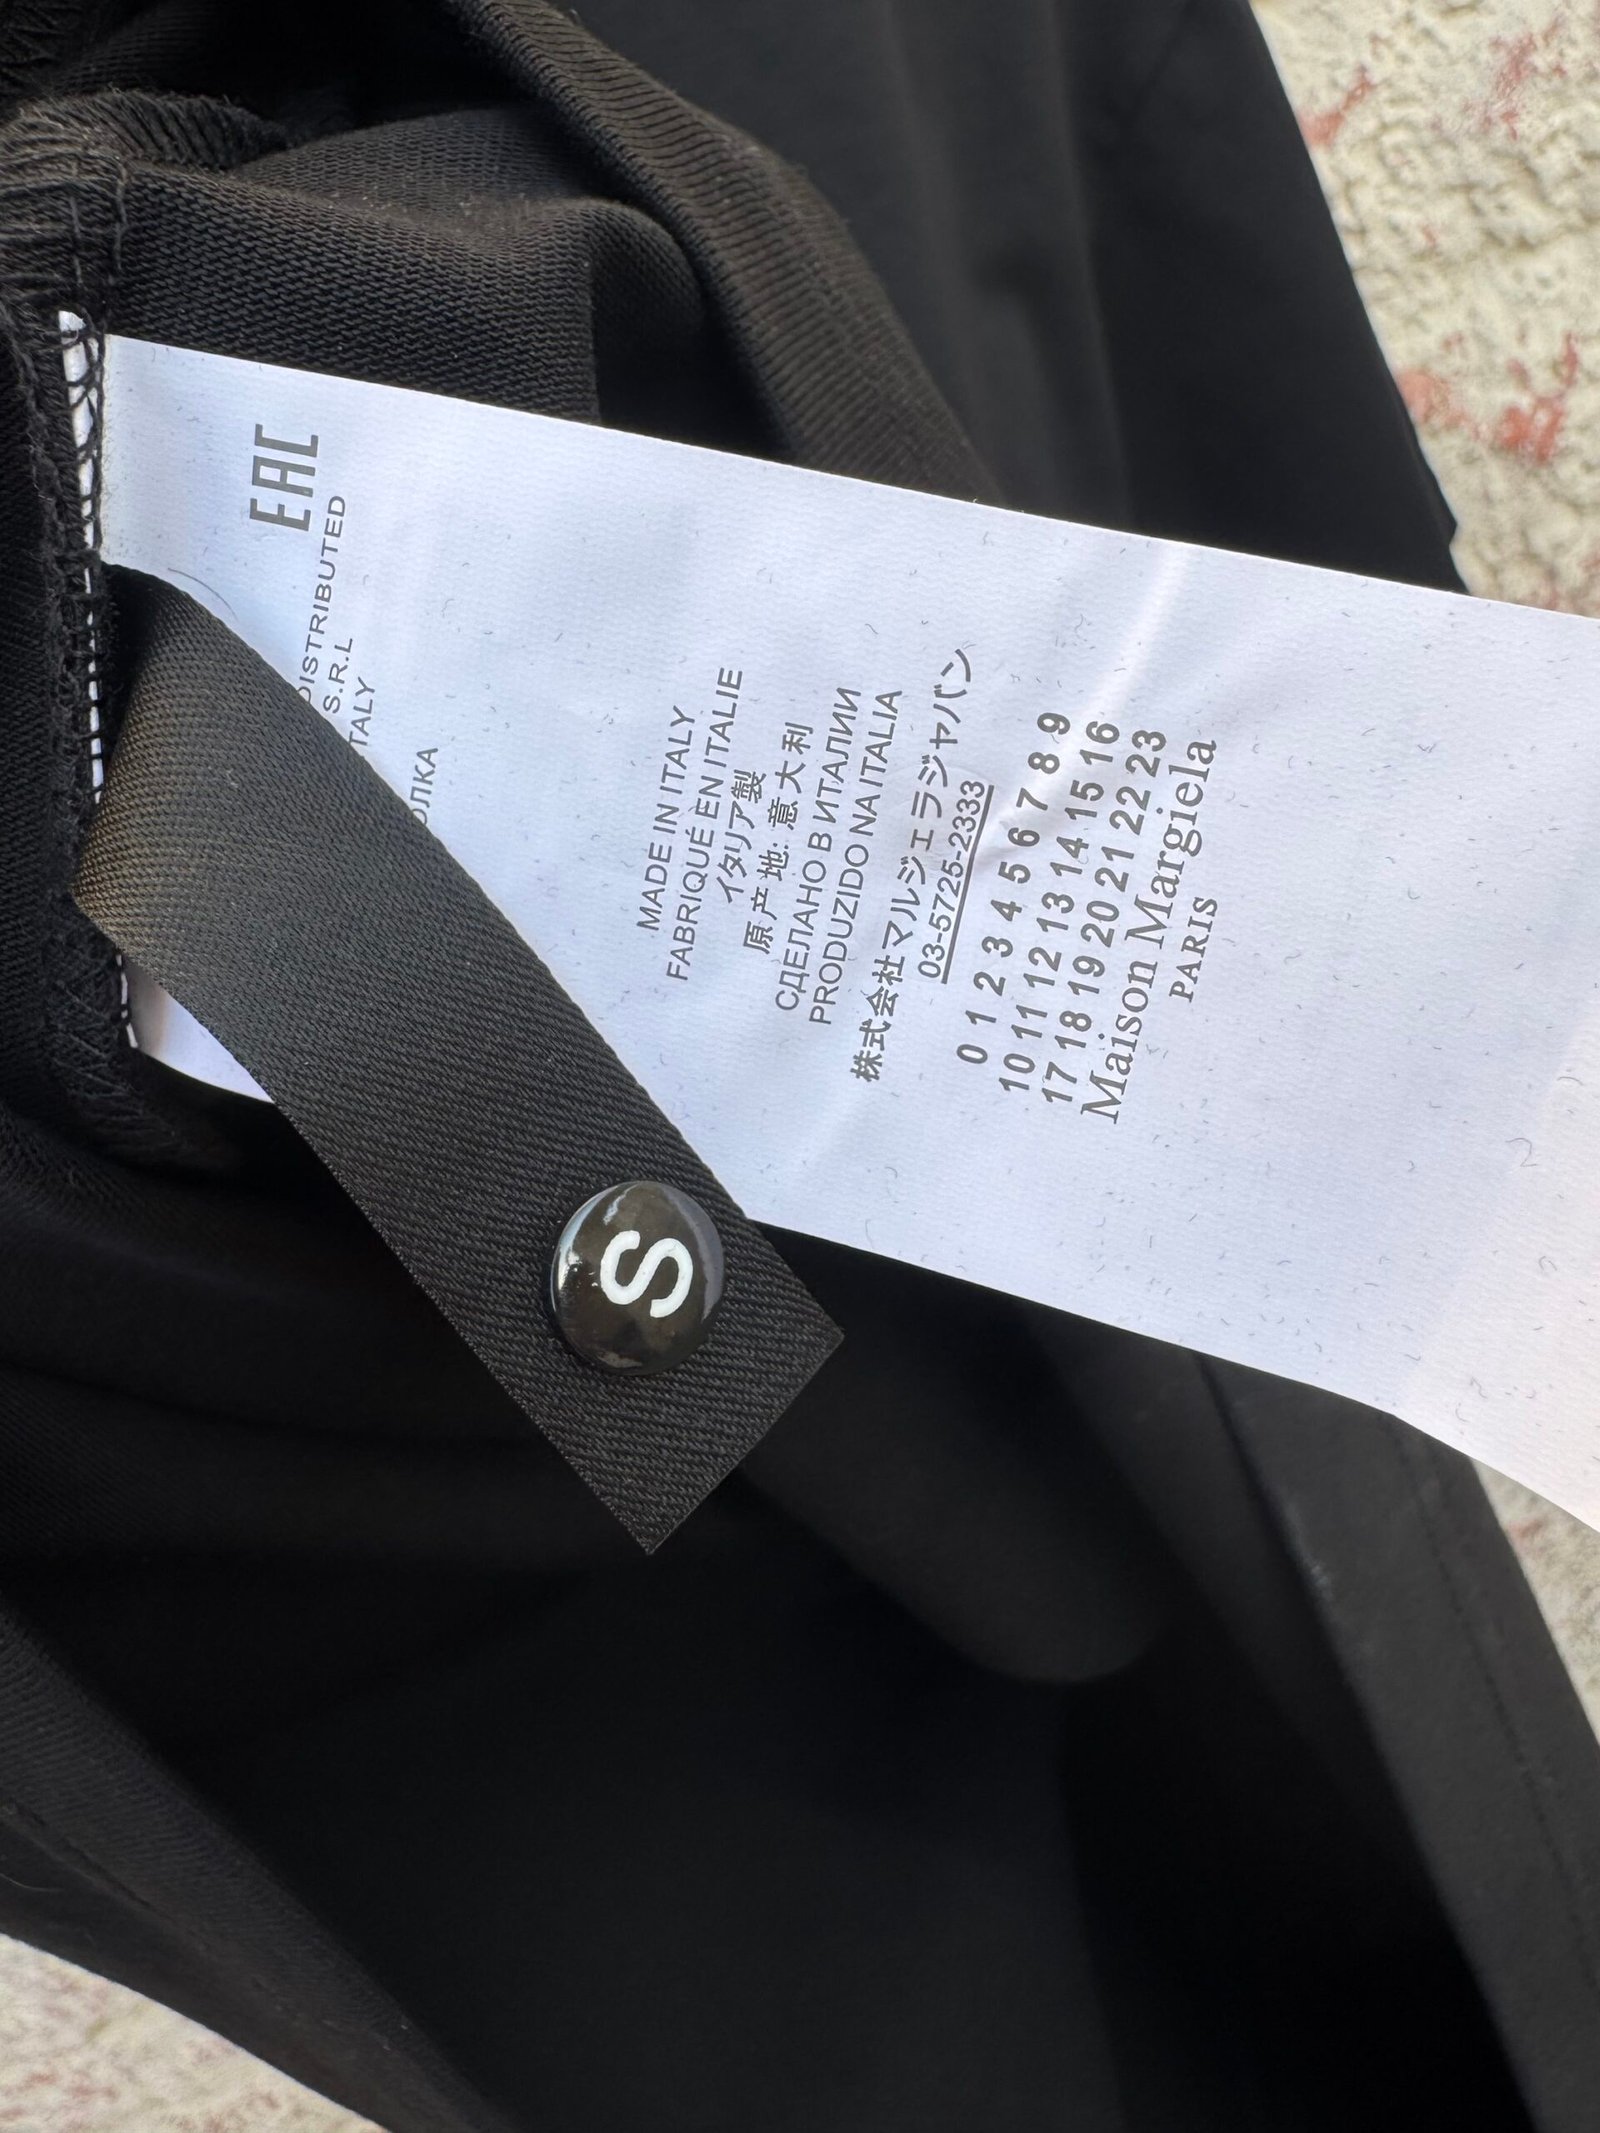 EAC
DISTRIBUTED
S.R.L
ITALY
MADE IN ITALY
FABRIQUÉ EN ITALIE
イタリア製
原产地: 意大利
СДЕЛАНО В ИТАЛИИ
PRODUZIDO NA ITALIA
株式会社マルジェラジャパン
03-5725-2333
0 1 2 3 4 5 6 7 8 9
10 11 12 13 14 15 16
17 18 19 20 21 22 23
Maison Margiela
PARIS
S